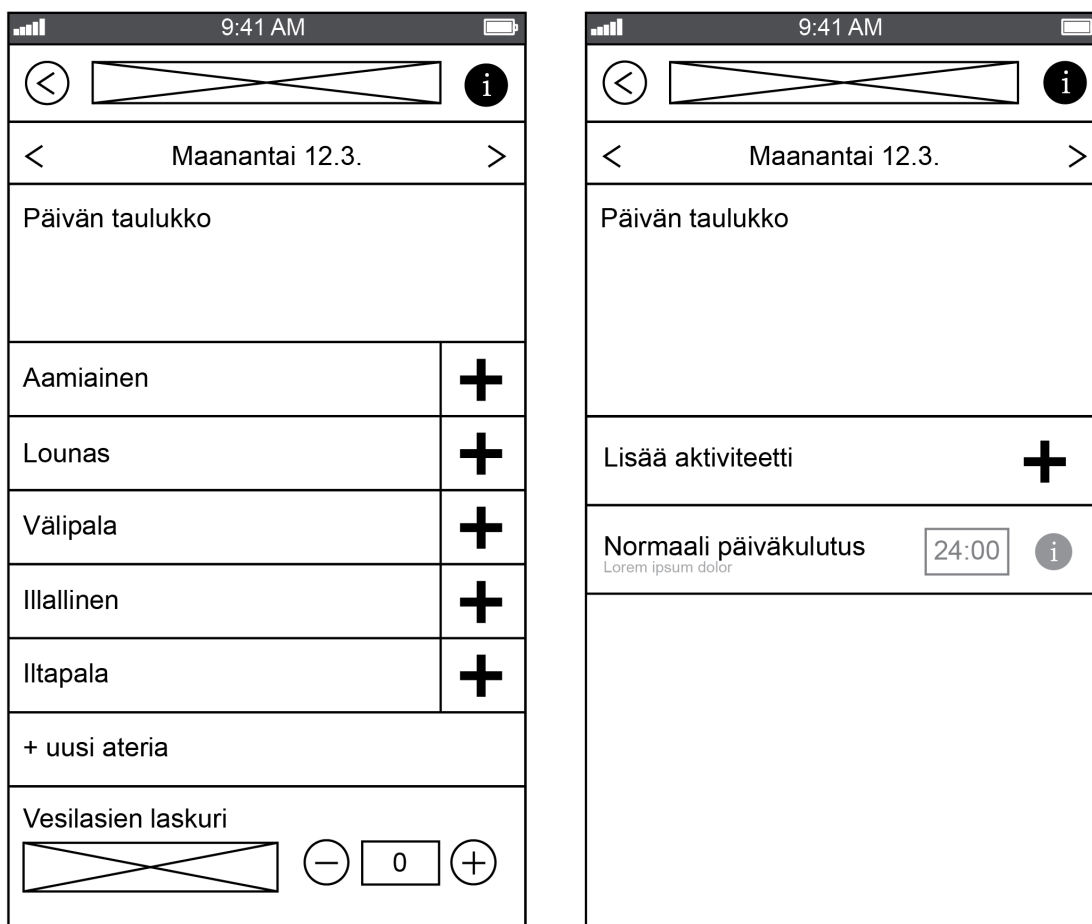 9:41 AM
i
< Maanantai 12.3. >
Päivän taulukko
Aamiainen
Lounas
Välipala
Illallinen
Iltapala
+ uusi ateria
Vesilasien laskuri
0
9:41 AM
i
< Maanantai 12.3. >
Päivän taulukko
Lisää aktiviteetti
Normaali päiväkulutus
Lorem ipsum dolor
24:00
i